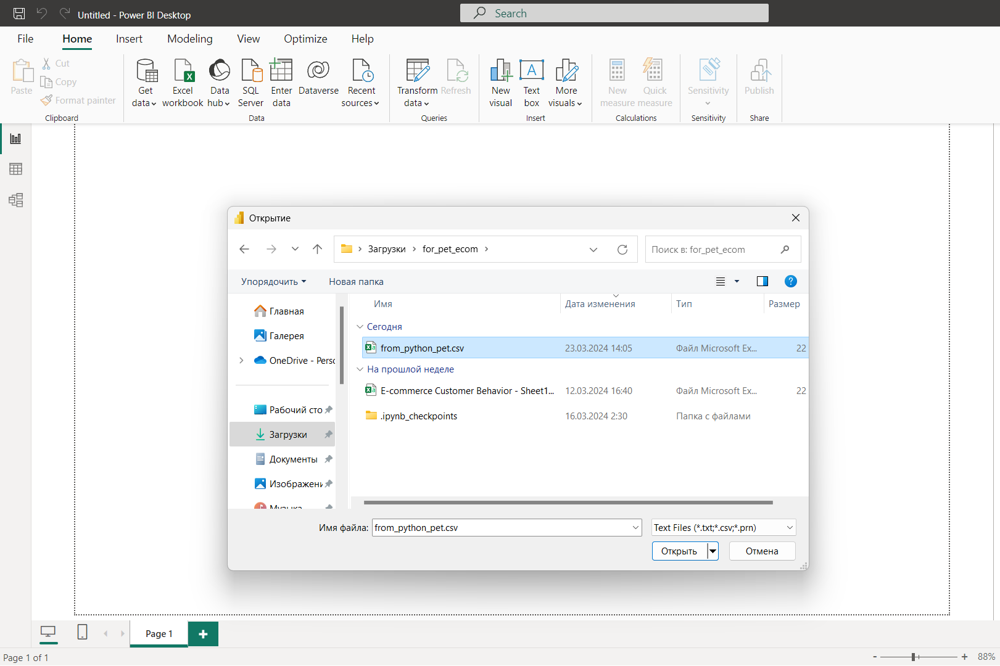 Untitled - Power BI Desktop
Search
File Home Insert Modeling View Optimize Help
Paste
Cut
Copy
Format painter
Clipboard
Get data
Excel workbook
Data hub
SQL Server
Enter data
Dataverse
Recent sources
Data
Transform data
Refresh
Queries
New visual
A
Text box
More visuals
Insert
New measure
Quick measure
Calculations
Sensitivity
Sensitivity
Publish
Share
Открытие
Загрузки > for_pet_ecom >
Поиск в: for_pet_ecom
Упорядочить Новая папка
?
Имя Дата изменения Тип Размер
Главная
Галерея
OneDrive - Persc
Рабочий сто
Загрузки
Документы
Изображени
Музыка
Сегодня
from_python_pet.csv 23.03.2024 14:05 Файл Microsoft Ex... 22
На прошлой неделе
E-commerce Customer Behavior - Sheet1... 12.03.2024 16:40 Файл Microsoft Ex... 22
.ipynb_checkpoints 16.03.2024 2:30 Папка с файлами
Имя файла: from_python_pet.csv Text Files (*.txt;*.csv;*.prn)
Открыть Отмена
Page 1 +
Page 1 of 1 - + 88%